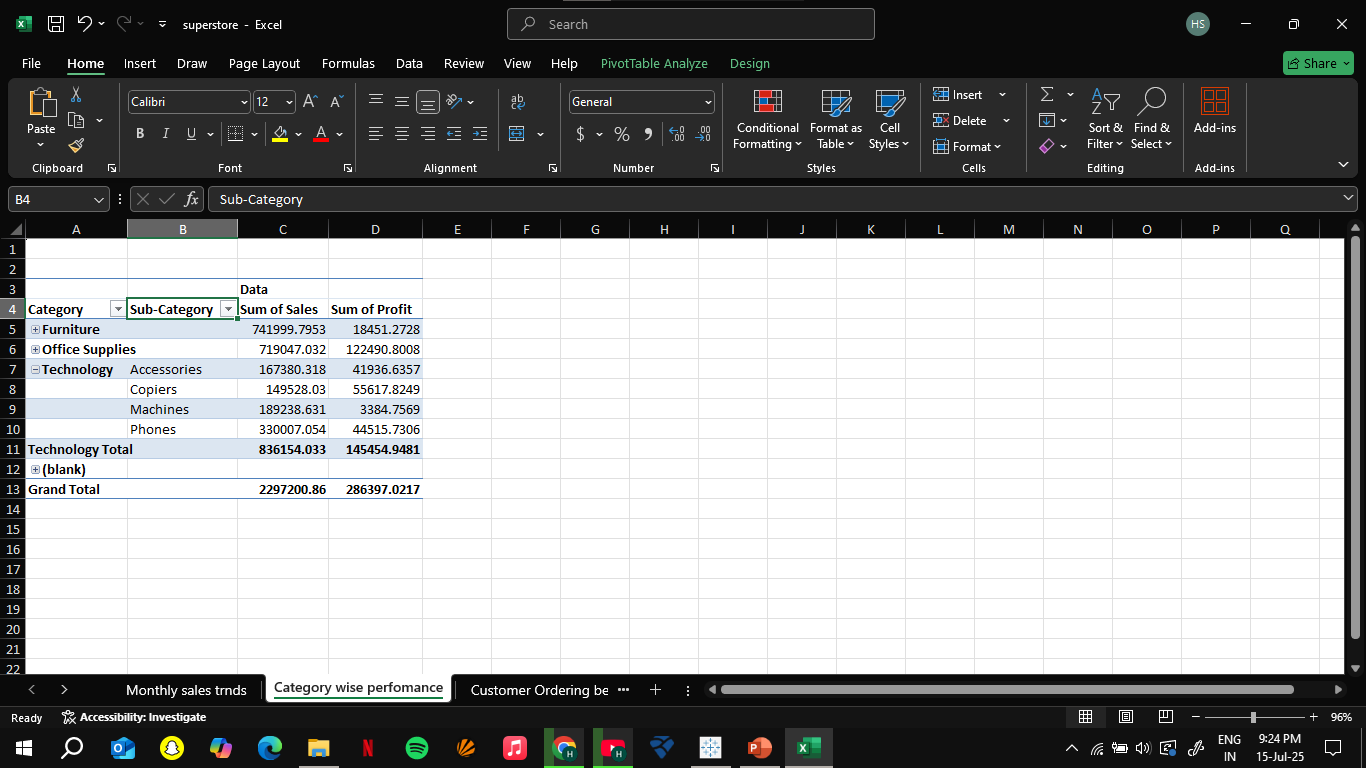 superstore - Excel
Search
HS
File Home Insert Draw Page Layout Formulas Data Review View Help PivotTable Analyze Design Share
Paste
Clipboard
Calibri 12
B I U A
Font
ab
Alignment
General
$ % 9
Number
Conditional Formatting
Format as Table
Cell Styles
Styles
Insert
Delete
Format
Cells
Sort & Filter
Find & Select
Editing
Add-ins
Add-ins
B4 fx Sub-Category
A B C D E F G H I J K L M N O P Q
1
2
3 Data
4 Category Sub-Category Sum of Sales Sum of Profit
5 Furniture 741999.7953 18451.2728
6 Office Supplies 719047.032 122490.8008
7 Technology Accessories 167380.318 41936.6357
8 Copiers 149528.03 55617.8249
9 Machines 189238.631 3384.7569
10 Phones 330007.054 44515.7306
11 Technology Total 836154.033 145454.9481
12 (blank)
13 Grand Total 2297200.86 286397.0217
14
15
16
17
18
19
20
21
22
Monthly sales trnds Category wise perfomance Customer Ordering be ...
Ready Accessibility: Investigate 96%
ENG IN
9:24 PM
15-Jul-25